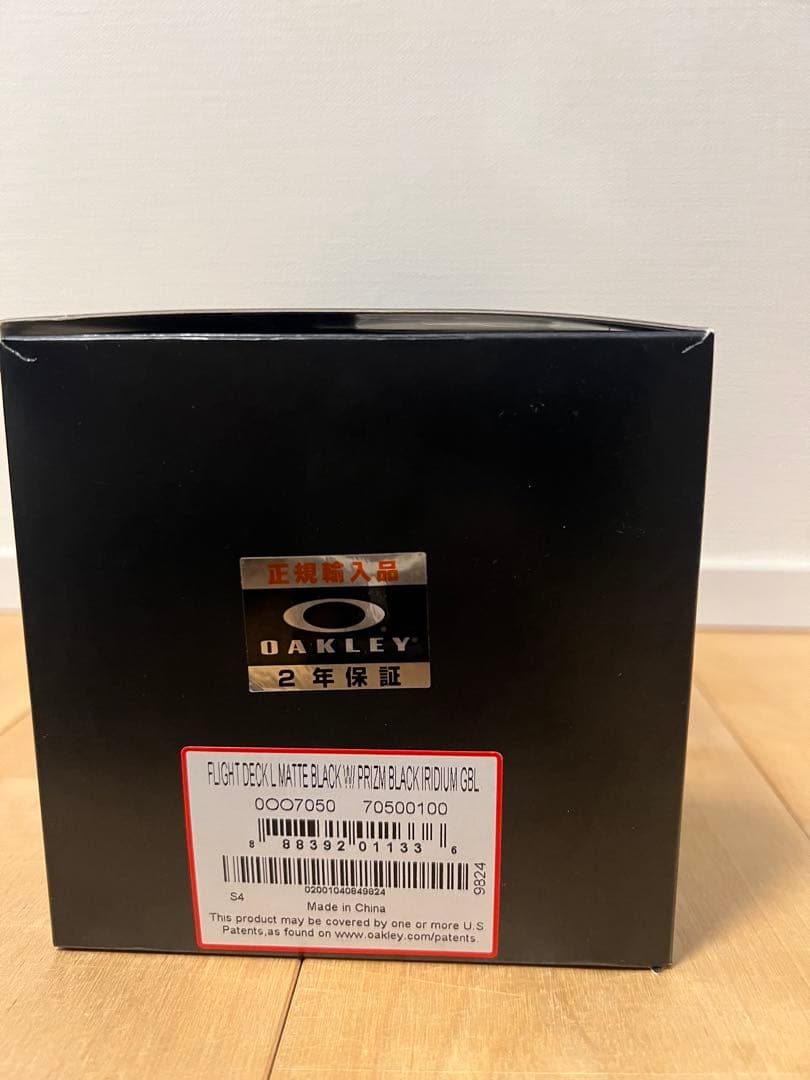 正規輸入品
OAKLEY
2年保証
FLIGHT DECK L MATTE BLACK W/ PRIZM BLACK IRIDIUM GBL
0OO7050 70500100
8 88392 01133 6
02001040849824
9824
S4
Made in China
This product may be covered by one or more U.S
Patents,as found on www.oakley.com/patents.